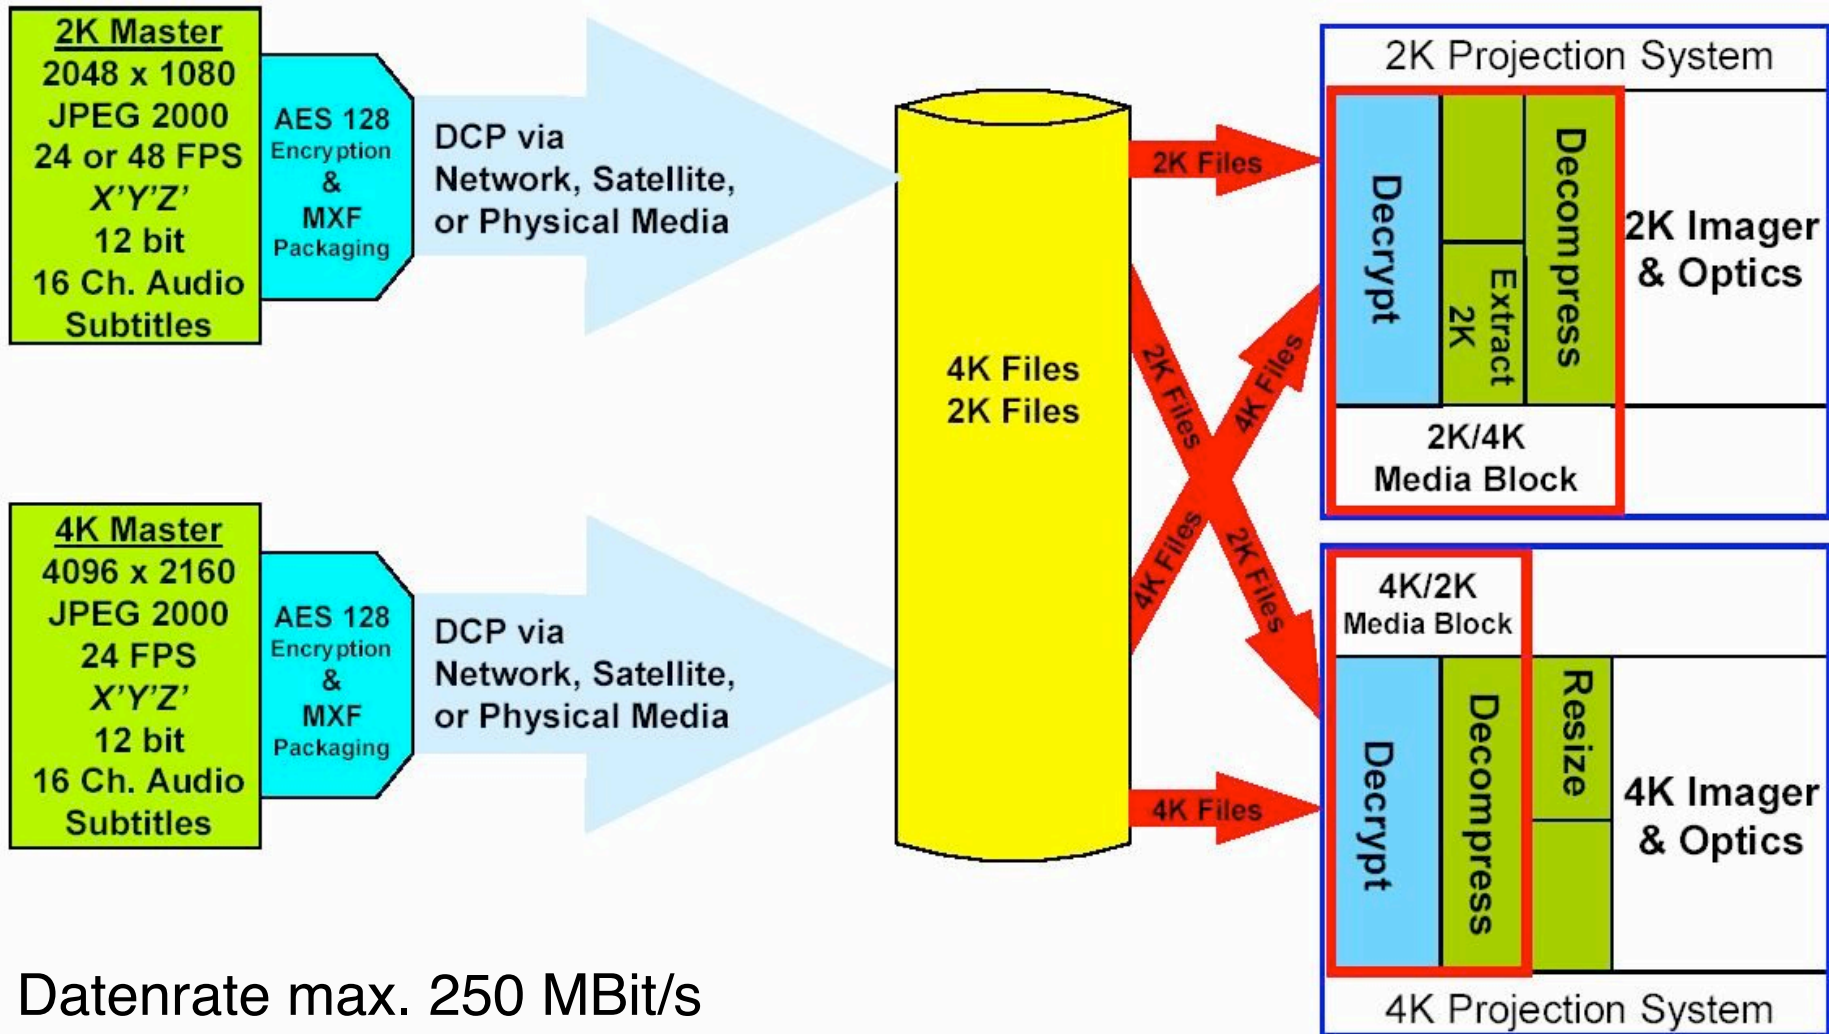 2K Master
2048 x 1080
JPEG 2000
24 or 48 FPS
X’Y’Z’
12 bit
16 Ch. Audio
Subtitles
AES 128
Encryption
&
MXF
Packaging
DCP via
Network, Satellite,
or Physical Media
4K Master
4096 x 2160
JPEG 2000
24 FPS
X’Y’Z’
12 bit
16 Ch. Audio
Subtitles
AES 128
Encryption
&
MXF
Packaging
DCP via
Network, Satellite,
or Physical Media
4K Files
2K Files
2K Files
2K Files
4K Files
4K Files
2K Files
4K Files
2K Projection System
Decrypt
Extract
2K
Decompress
2K Imager
& Optics
2K/4K
Media Block
4K/2K
Media Block
Decrypt
Decompress
Resize
4K Imager
& Optics
4K Projection System
Datenrate max. 250 MBit/s